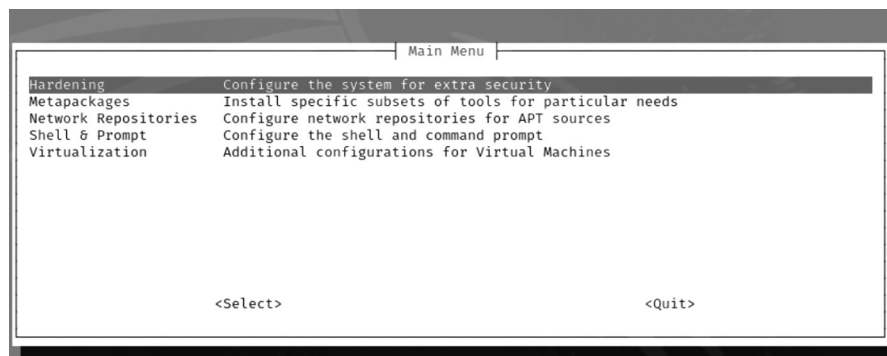 Main Menu
Hardening Configure the system for extra security
Metapackages Install specific subsets of tools for particular needs
Network Repositories Configure network repositories for APT sources
Shell & Prompt Configure the shell and command prompt
Virtualization Additional configurations for Virtual Machines
<Select> <Quit>